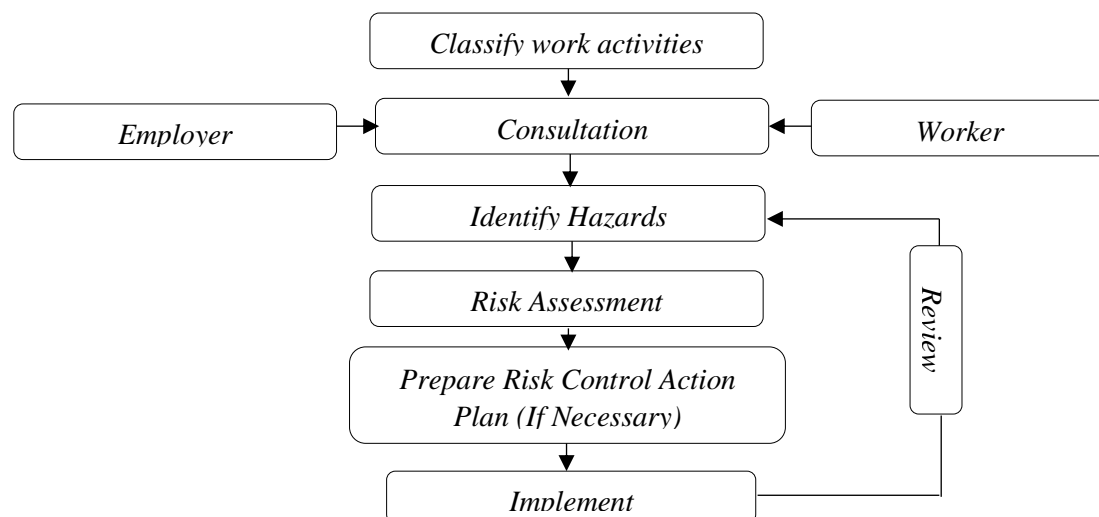 Classify work activities
Employer
Consultation
Worker
Identify Hazards
Risk Assessment
Review
Prepare Risk Control Action
Plan (If Necessary)
Implement